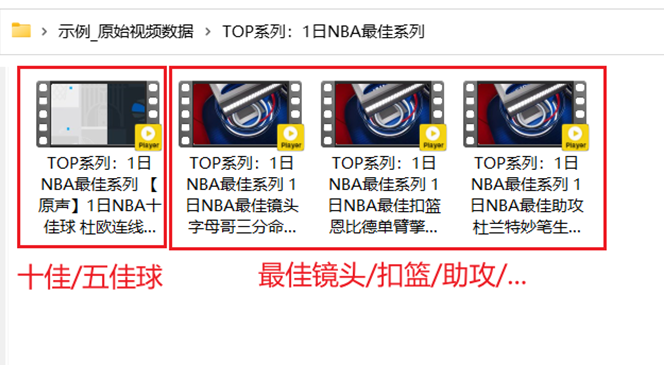 示例_原始视频数据 > TOP系列：1日NBA最佳系列
TOP系列：1日
NBA最佳系列 【
原声】1日NBA十
佳球 杜欧连线...
TOP系列：1日
NBA最佳系列 1
日NBA最佳镜头
字母哥三分命...
TOP系列：1日
NBA最佳系列 1
日NBA最佳扣篮
恩比德单臂擎...
TOP系列：1日
NBA最佳系列 1
日NBA最佳助攻
杜兰特妙笔生...
Player
Player
Player
Player
十佳/五佳球
最佳镜头/扣篮/助攻/...